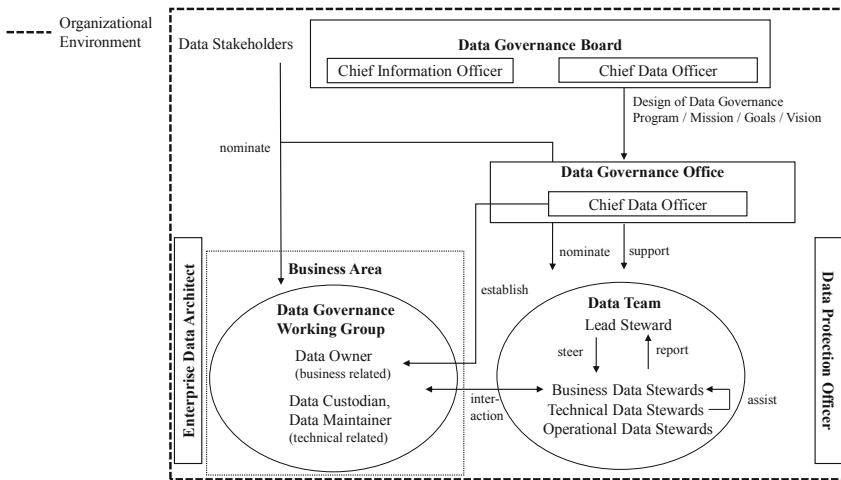 Organizational
Environment
Data Stakeholders
Data Governance Board
Chief Information Officer
Chief Data Officer
Design of Data Governance
Program / Mission / Goals / Vision
nominate
Data Governance Office
Chief Data Officer
nominate
support
Enterprise Data Architect
Business Area
establish
Data Governance
Working Group
Data Owner
(business related)
Data Custodian,
Data Maintainer
(technical related)
inter-
action
Data Team
Lead Steward
steer
report
Business Data Stewards
Technical Data Stewards
Operational Data Stewards
assist
Data Protection Officer